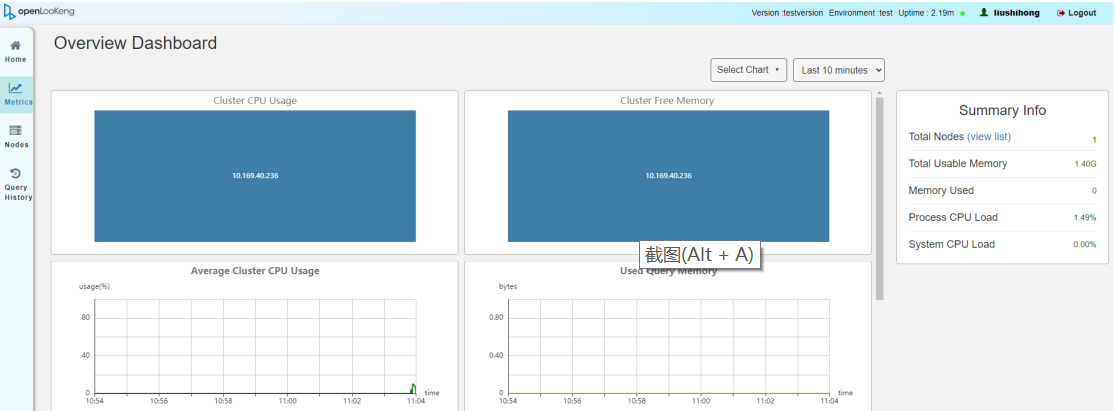 openLooKeng
Version :testversion Environment :test Uptime : 2.19m liushihong Logout
Home
Metrics
Nodes
Query
History
Overview Dashboard
Select Chart
Last 10 minutes
Cluster CPU Usage
10.169.40.236
Cluster Free Memory
10.169.40.236
截图(Alt + A)
Average Cluster CPU Usage
usage(%)
80
40
0
10:54 10:56 10:58 11:00 11:02 11:04
time
Used Query Memory
bytes
0.80
0.40
0
10:54 10:56 10:58 11:00 11:02 11:04
time
Summary Info
Total Nodes (view list) 1
Total Usable Memory 1.40G
Memory Used 0
Process CPU Load 1.49%
System CPU Load 0.00%